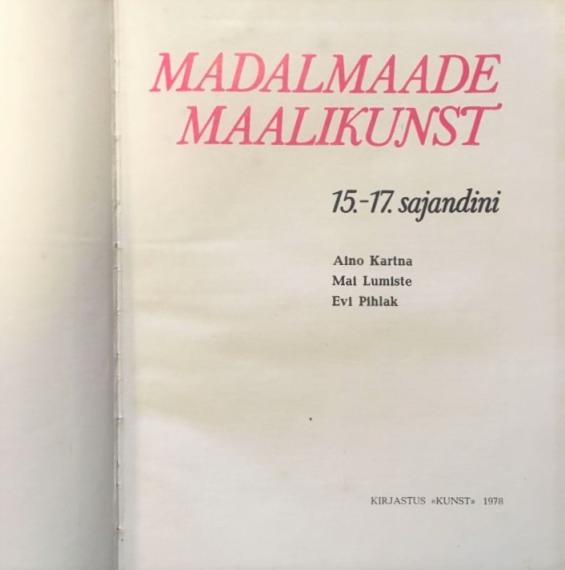 MADALMAADE
MAALIKUNST
15.-17. sajandini
Aino Kartna
Mai Lumiste
Evi Pihlak
KIRJASTUS «KUNST» 1978